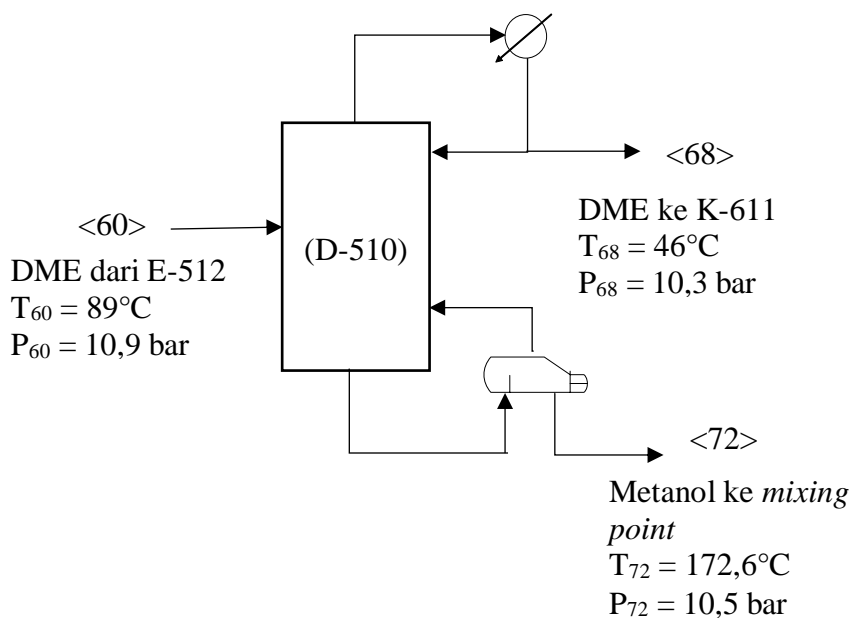 <68>
DME ke K-611
T68 = 46°C
P68 = 10,3 bar
<60>
DME dari E-512
T60 = 89°C
P60 = 10,9 bar
(D-510)
<72>
Metanol ke mixing
point
T72 = 172,6°C
P72 = 10,5 bar